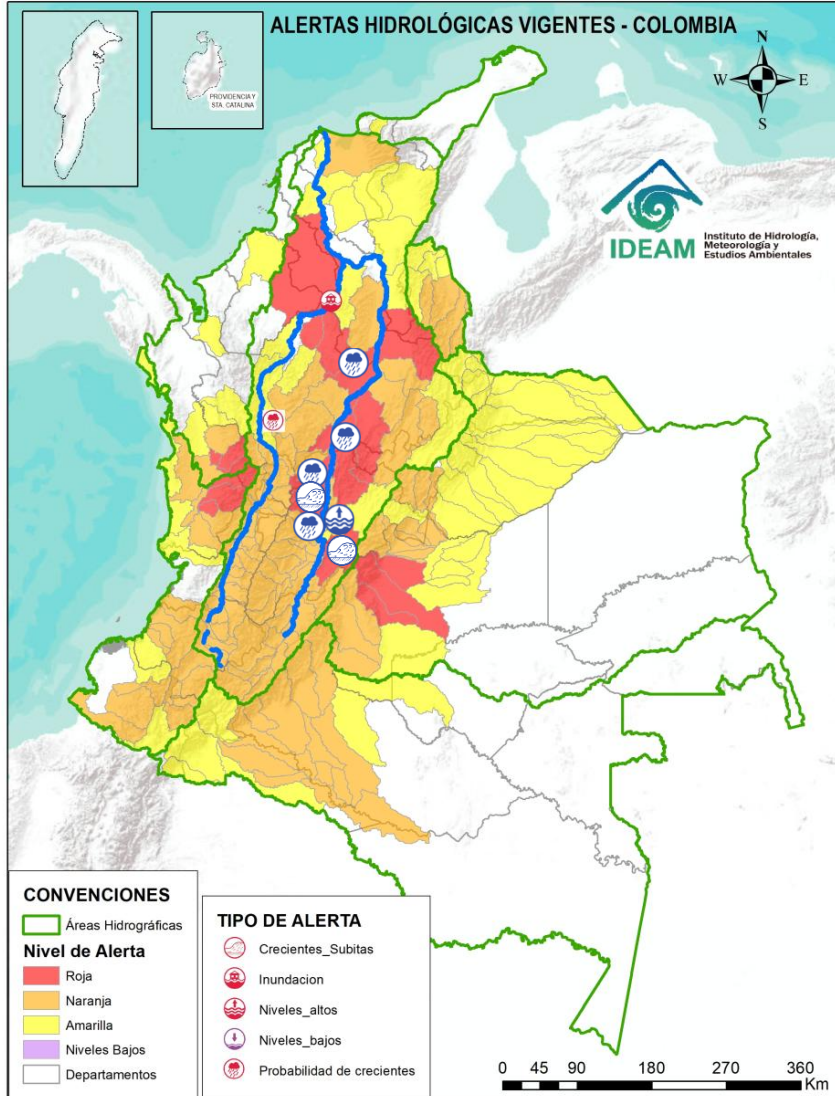 ALERTAS HIDROLÓGICAS VIGENTES - COLOMBIA
PROVIDENCIA Y
STA. CATALINA
N
W
E
S
IDEAM
Instituto de Hidrología,
Meteorología y
Estudios Ambientales
CONVENCIONES
Áreas Hidrográficas
Nivel de Alerta
Roja
Naranja
Amarilla
Niveles Bajos
Departamentos
TIPO DE ALERTA
Crecientes_Subitas
Inundacion
Niveles_altos
Niveles_bajos
Probabilidad de crecientes
0 45 90 180 270 360
Km